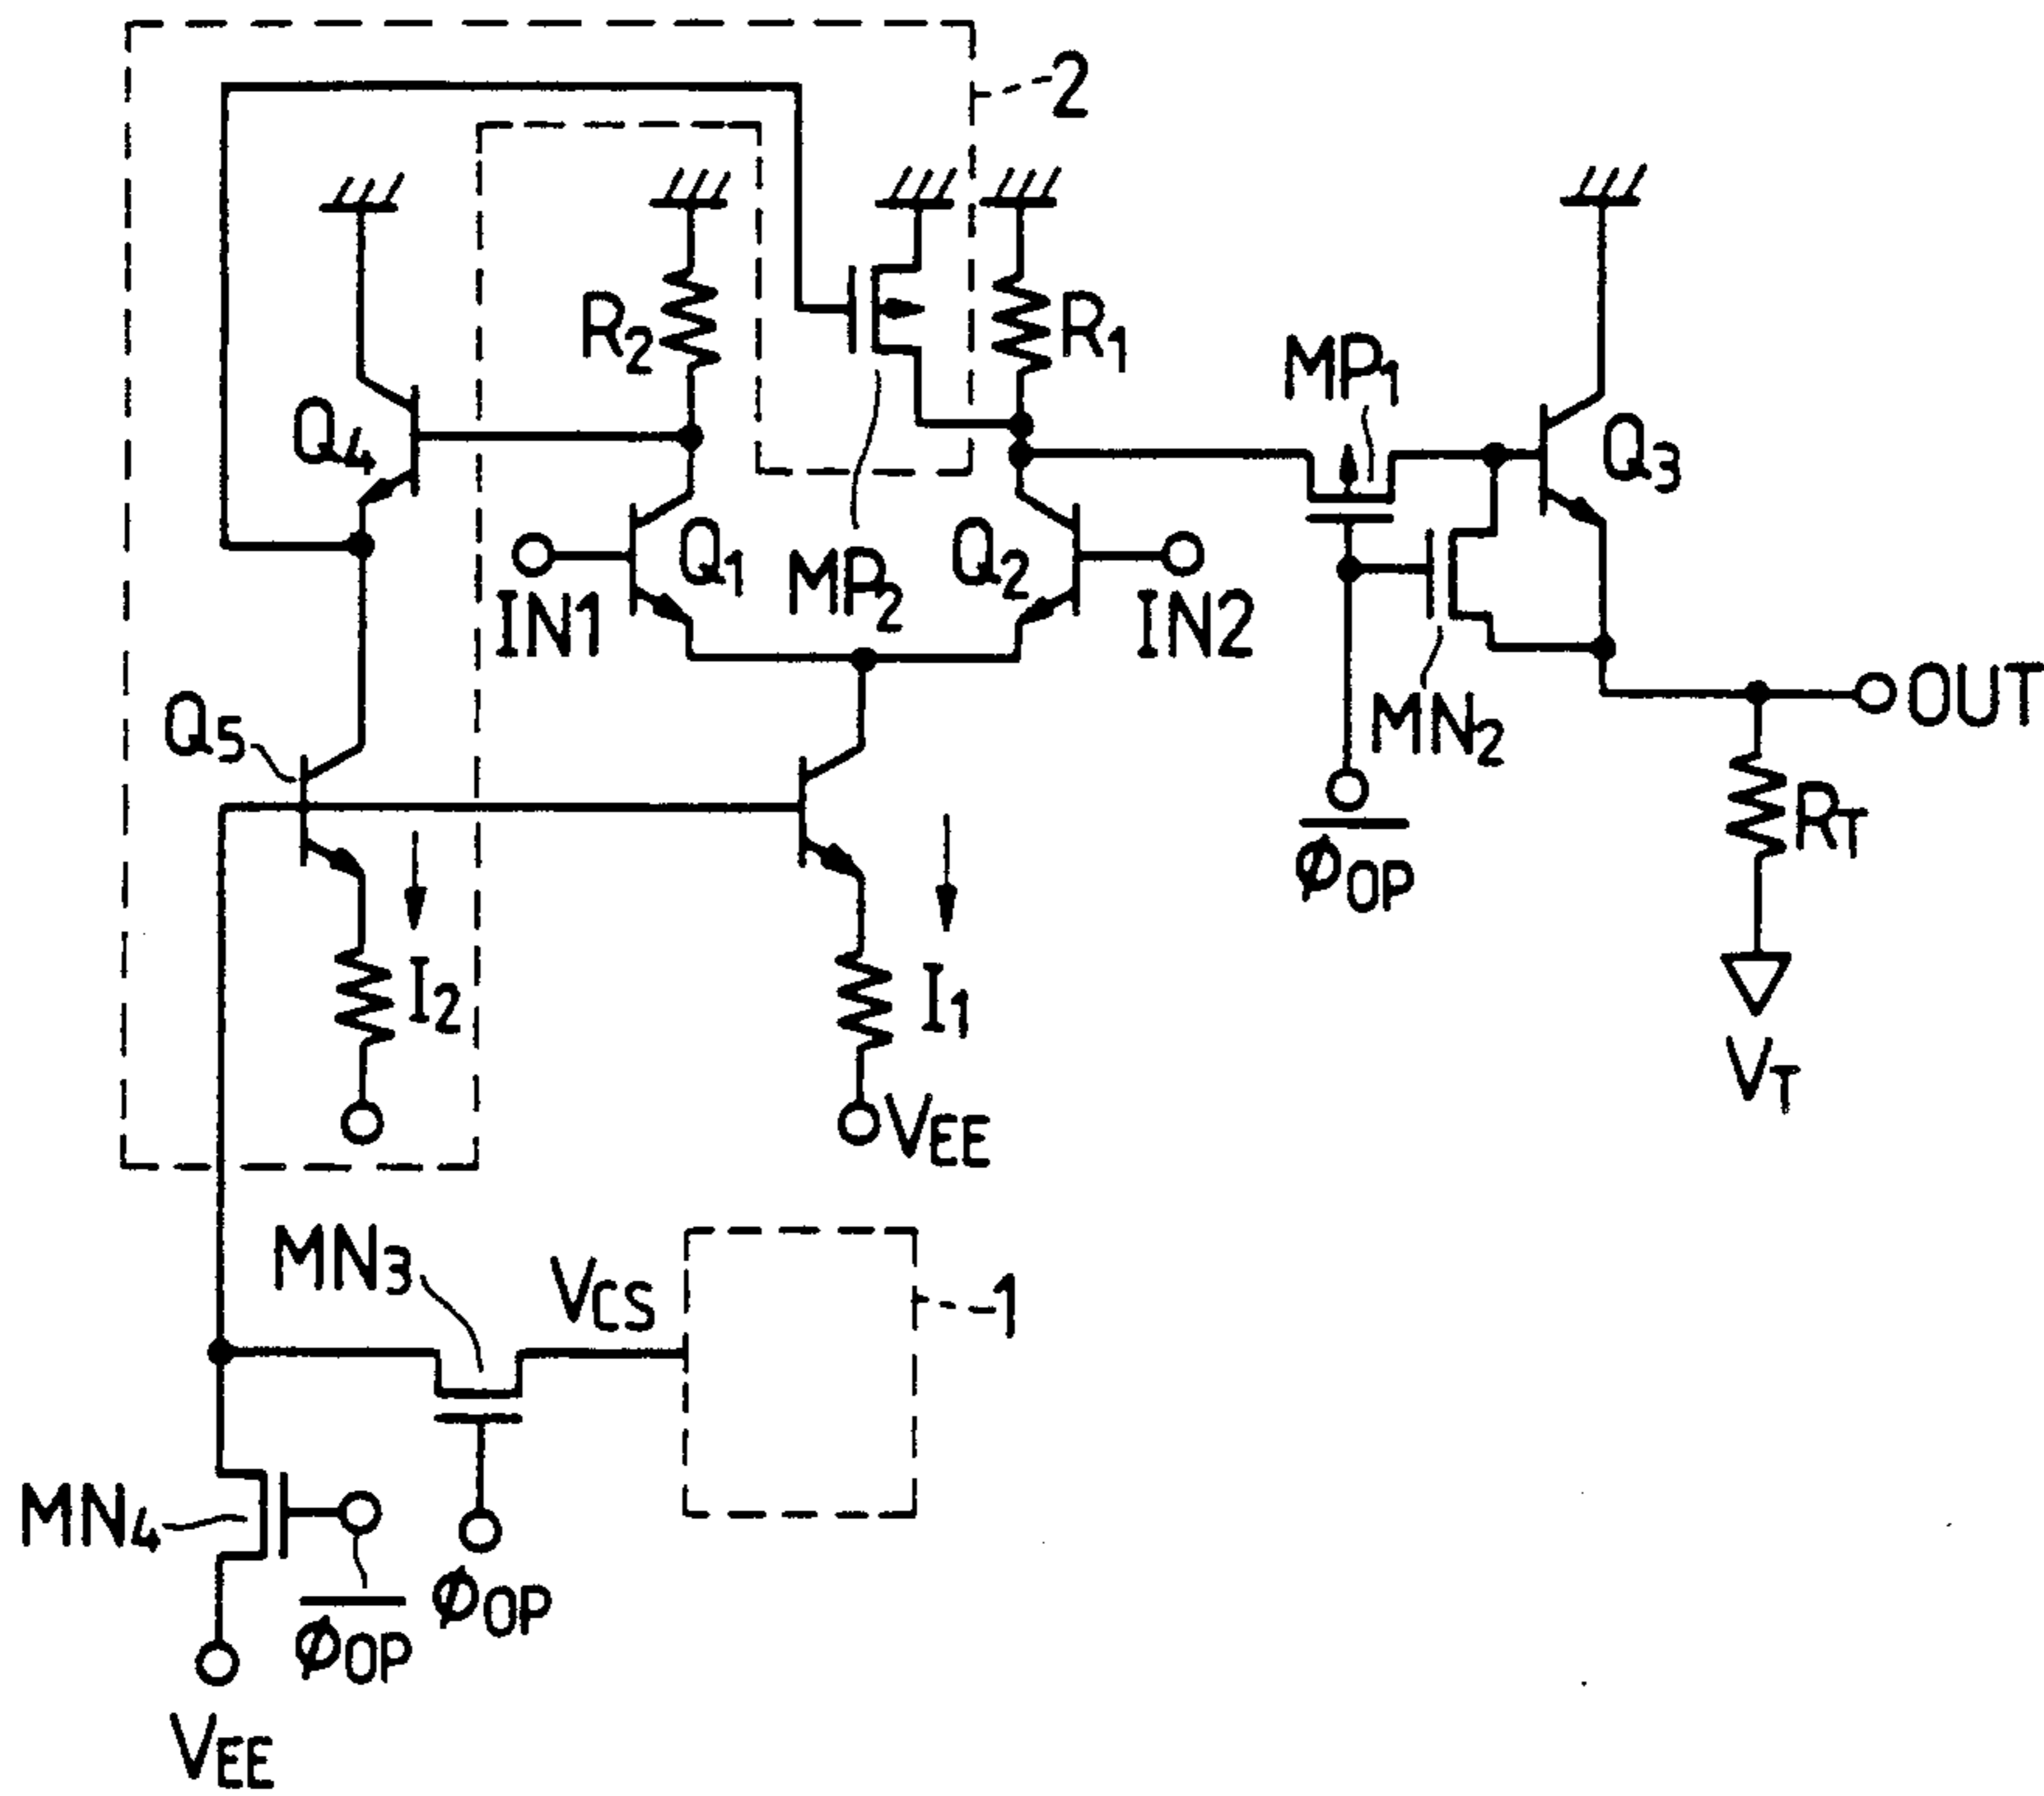 2
R2
R1
MP1
Q4
Q3
Q1
MP2
Q2
IN1
IN2
Q5
MN2
OUT
RT
φOP
I2
I1
VT
VEE
MN3
VCS
1
MN4
φOP
φOP
VEE